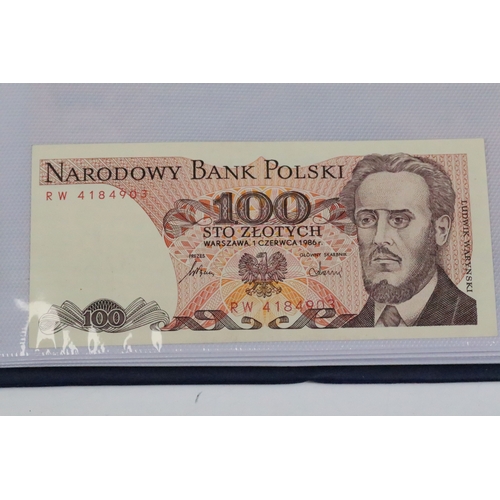 NARODOWY BANK POLSKI
RW 4184903
100
STO ZŁOTYCH
WARSZAWA, 1 CZERWCA 1986 r.
PREZES
GŁÓWNY SKARBNIK
RW 4184903
100
LUDWIK WARYŃSKI